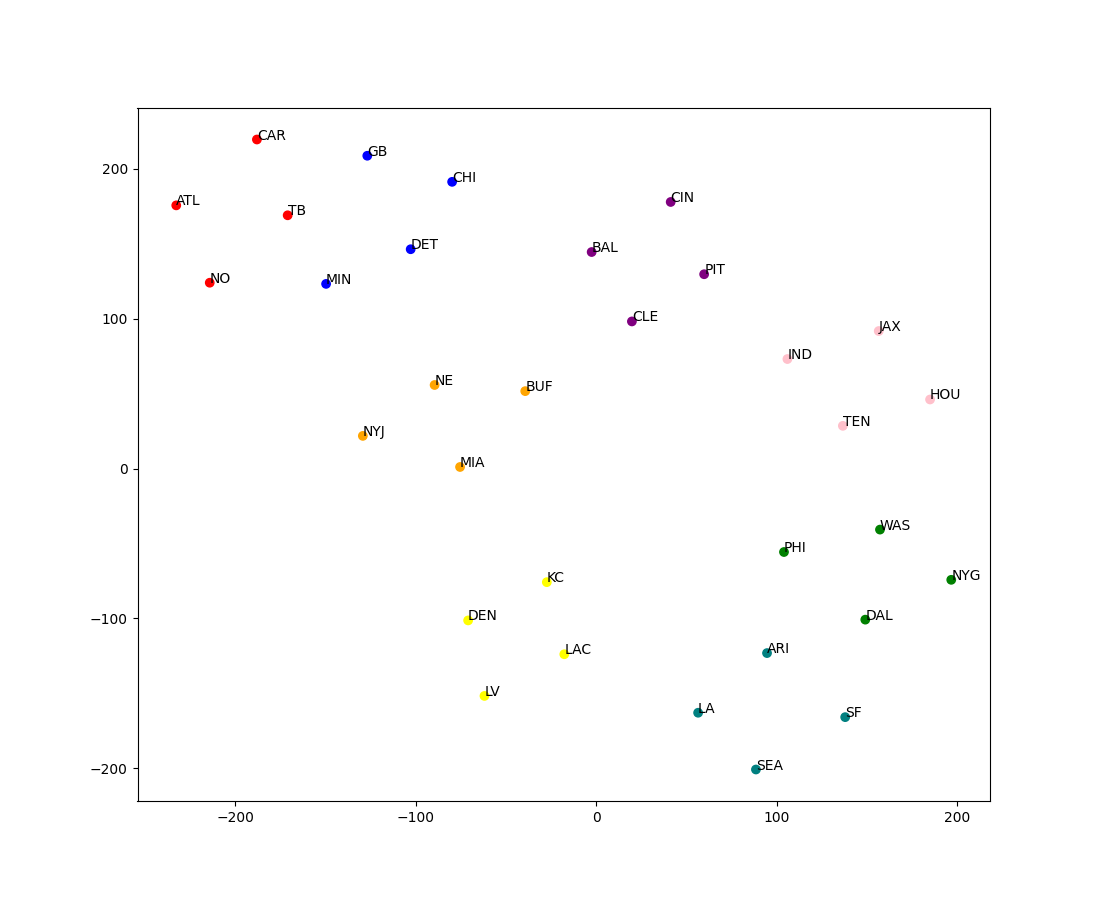 CAR
GB
CHI
ATL
TB
CIN
DET
BAL
NO
MIN
PIT
CLE
JAX
IND
NE
BUF
HOU
NYJ
TEN
MIA
WAS
PHI
KC
NYG
DEN
DAL
LAC
ARI
LV
LA
SF
SEA
200
100
0
−100
−200
−200
−100
0
100
200